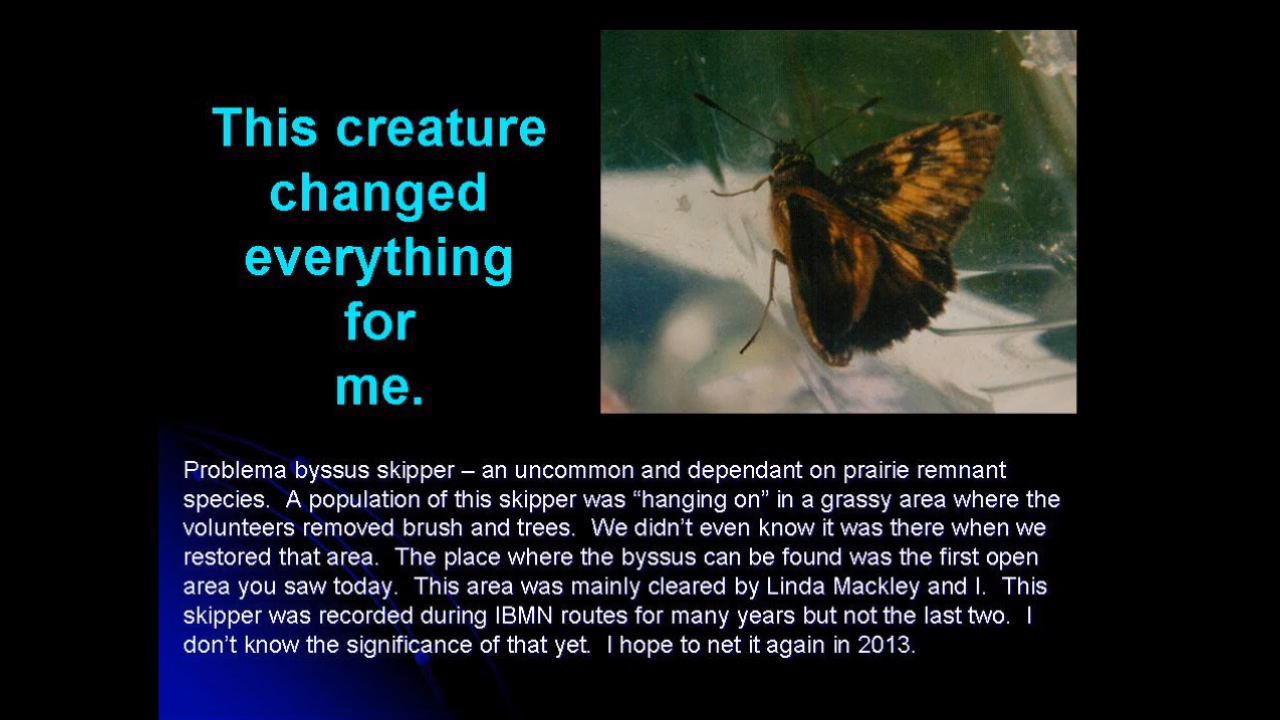 This creature
changed
everything
for
me.
Problema byssus skipper – an uncommon and dependant on prairie remnant
species.  A population of this skipper was “hanging on” in a grassy area where the
volunteers removed brush and trees.  We didn’t even know it was there when we
restored that area.  The place where the byssus can be found was the first open
area you saw today.  This area was mainly cleared by Linda Mackley and I.  This
skipper was recorded during IBMN routes for many years but not the last two.  I
don’t know the significance of that yet.  I hope to net it again in 2013.